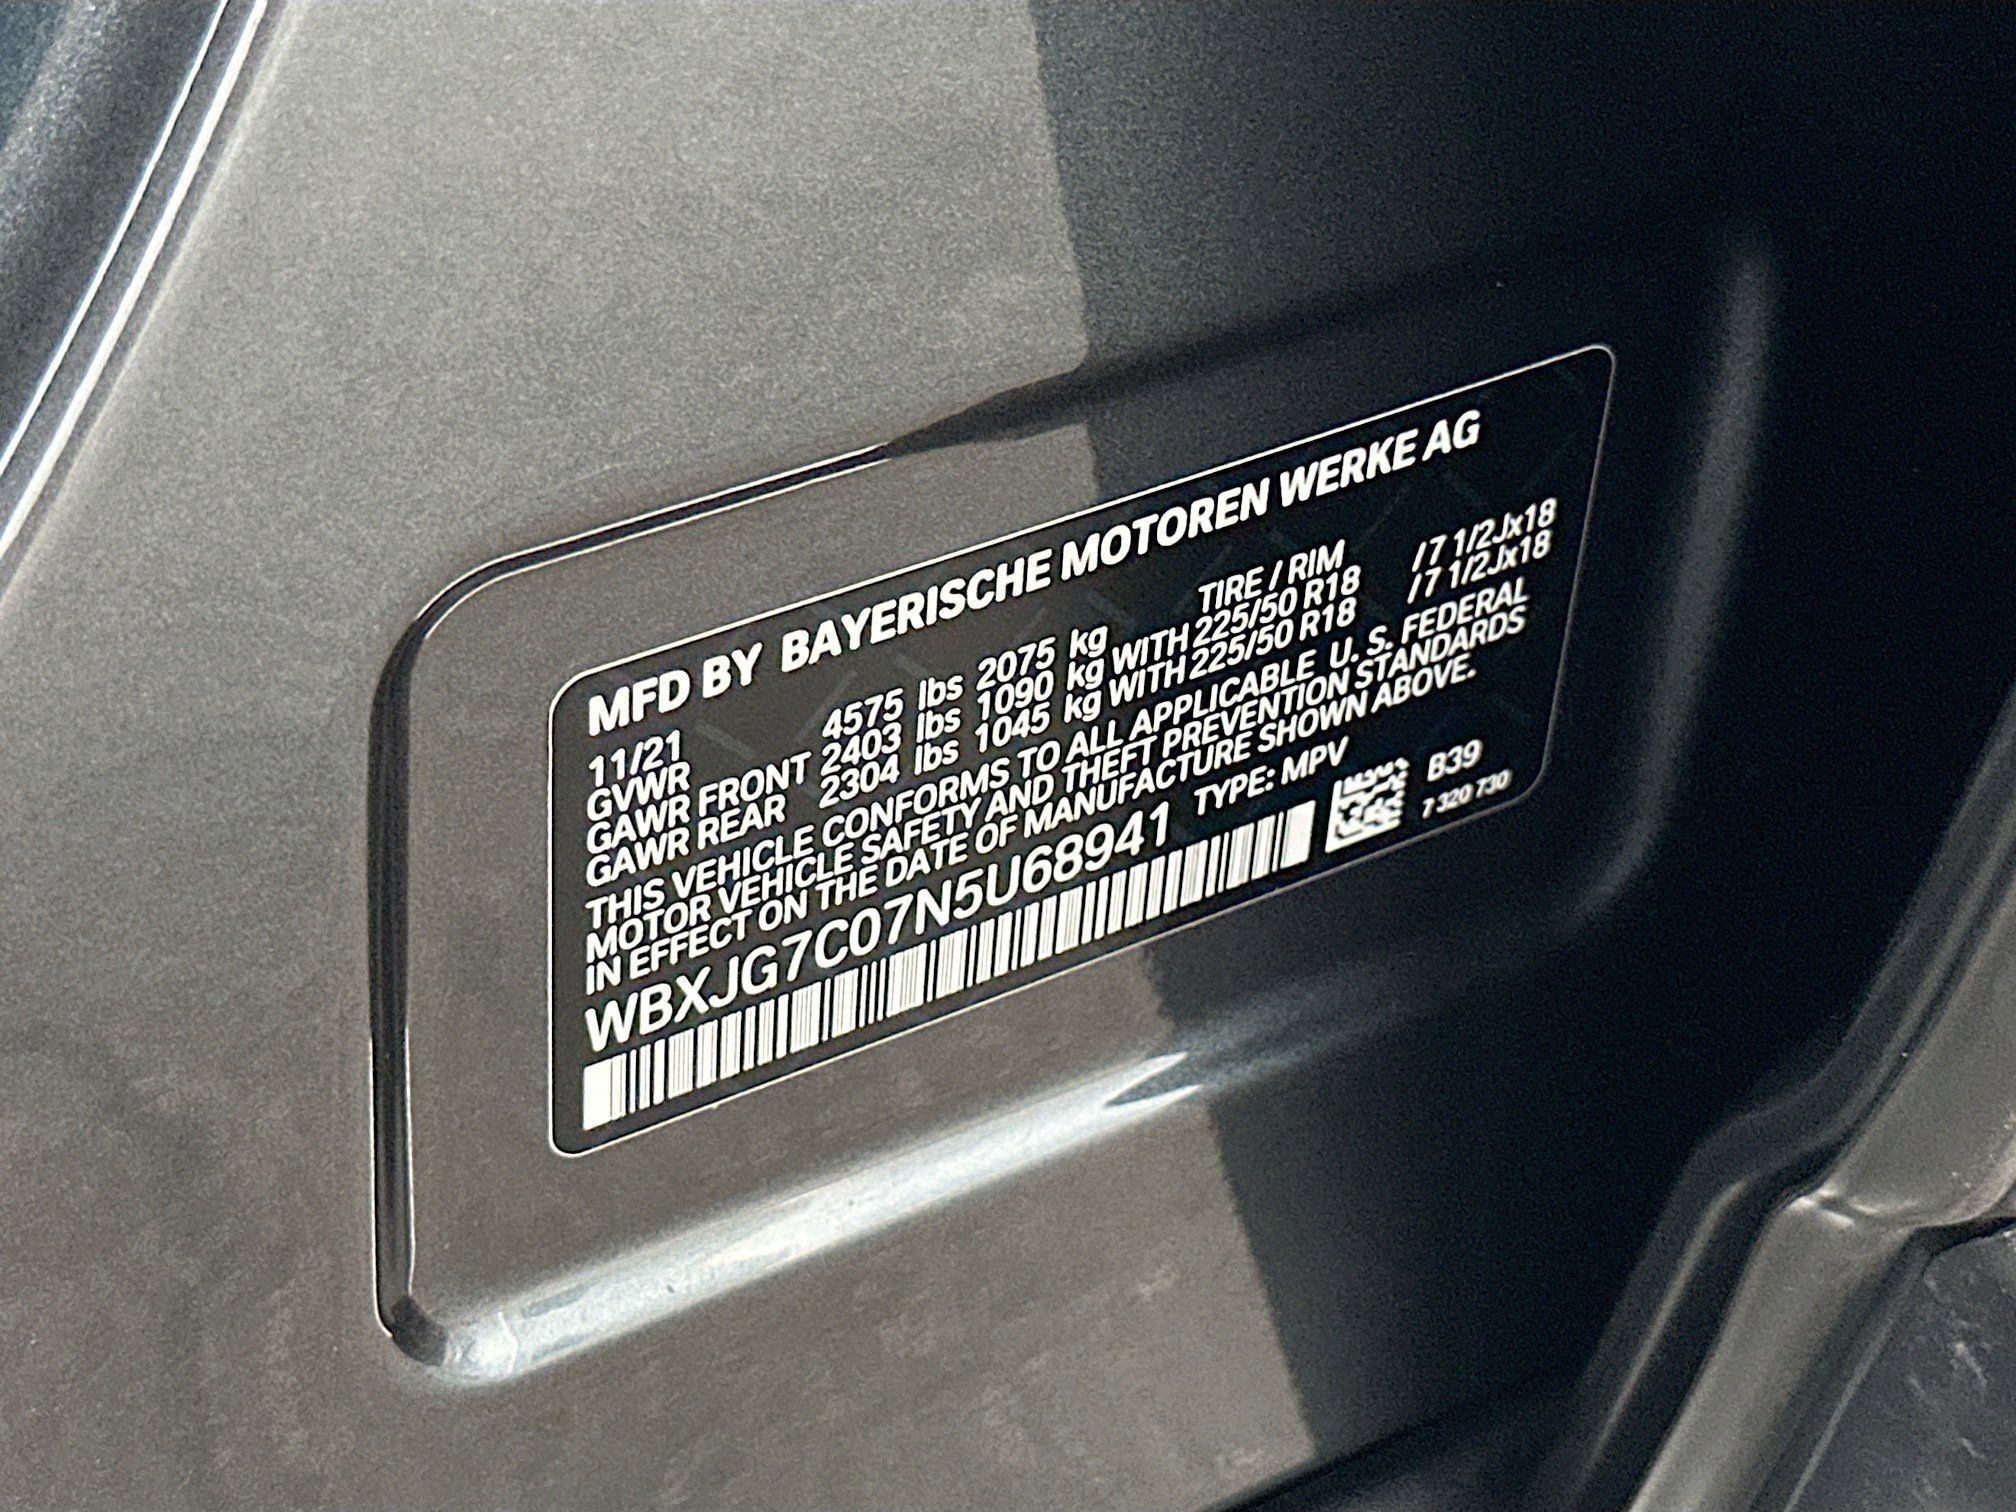 MFD BY BAYERISCHE MOTOREN WERKE AG
11/21 TIRE / RIM
GVWR 4575 lbs 2075 kg
GAWR FRONT 2403 lbs 1090 kg WITH 225/50 R18 /7 1/2Jx18
GAWR REAR 2304 lbs 1045 kg WITH 225/50 R18 /7 1/2Jx18
THIS VEHICLE CONFORMS TO ALL APPLICABLE U. S. FEDERAL
MOTOR VEHICLE SAFETY AND THEFT PREVENTION STANDARDS
IN EFFECT ON THE DATE OF MANUFACTURE SHOWN ABOVE.
WBXJG7C07N5U68941 TYPE: MPV B39
7 320 730